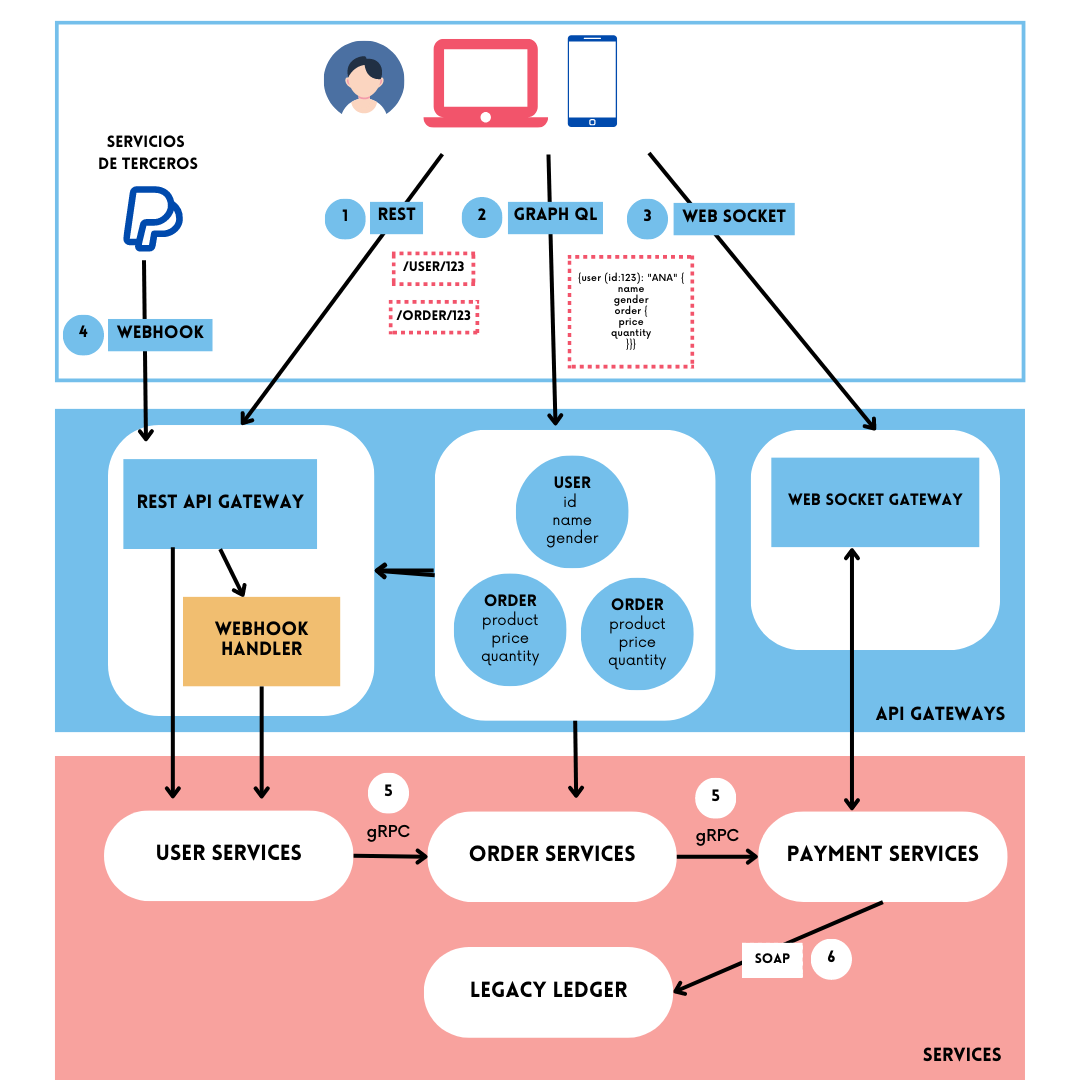 SERVICIOS
DE TERCEROS
1
REST
2
GRAPH QL
3
WEB SOCKET
/USER/123
/ORDER/123
{user (id:123): "ANA" {
name
gender
order {
price
quantity
}}}
4
WEBHOOK
REST API GATEWAY
WEBHOOK
HANDLER
USER
id
name
gender
ORDER
product
price
quantity
ORDER
product
price
quantity
WEB SOCKET GATEWAY
API GATEWAYS
5
gRPC
5
gRPC
USER SERVICES
ORDER SERVICES
PAYMENT SERVICES
SOAP
6
LEGACY LEDGER
SERVICES